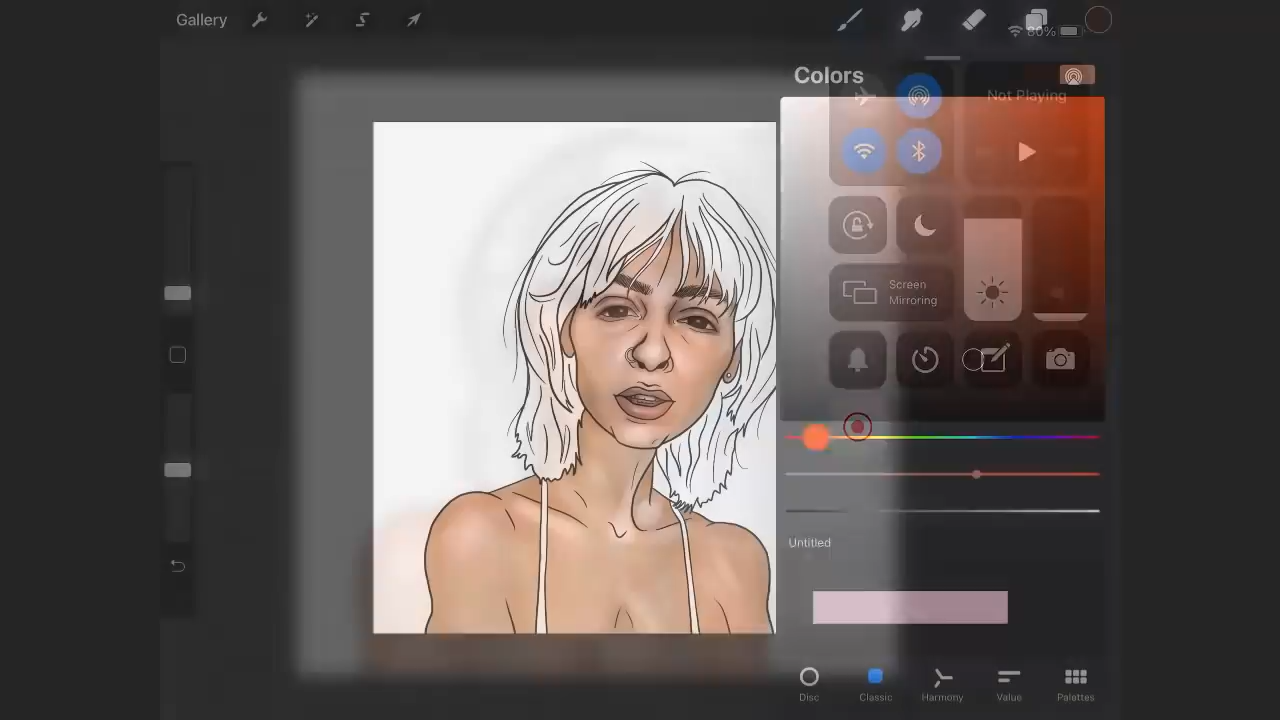 Gallery
80%
Colors
Not Playing
Screen
Mirroring
Untitled
Disc
Classic
Harmony
Value
Palettes